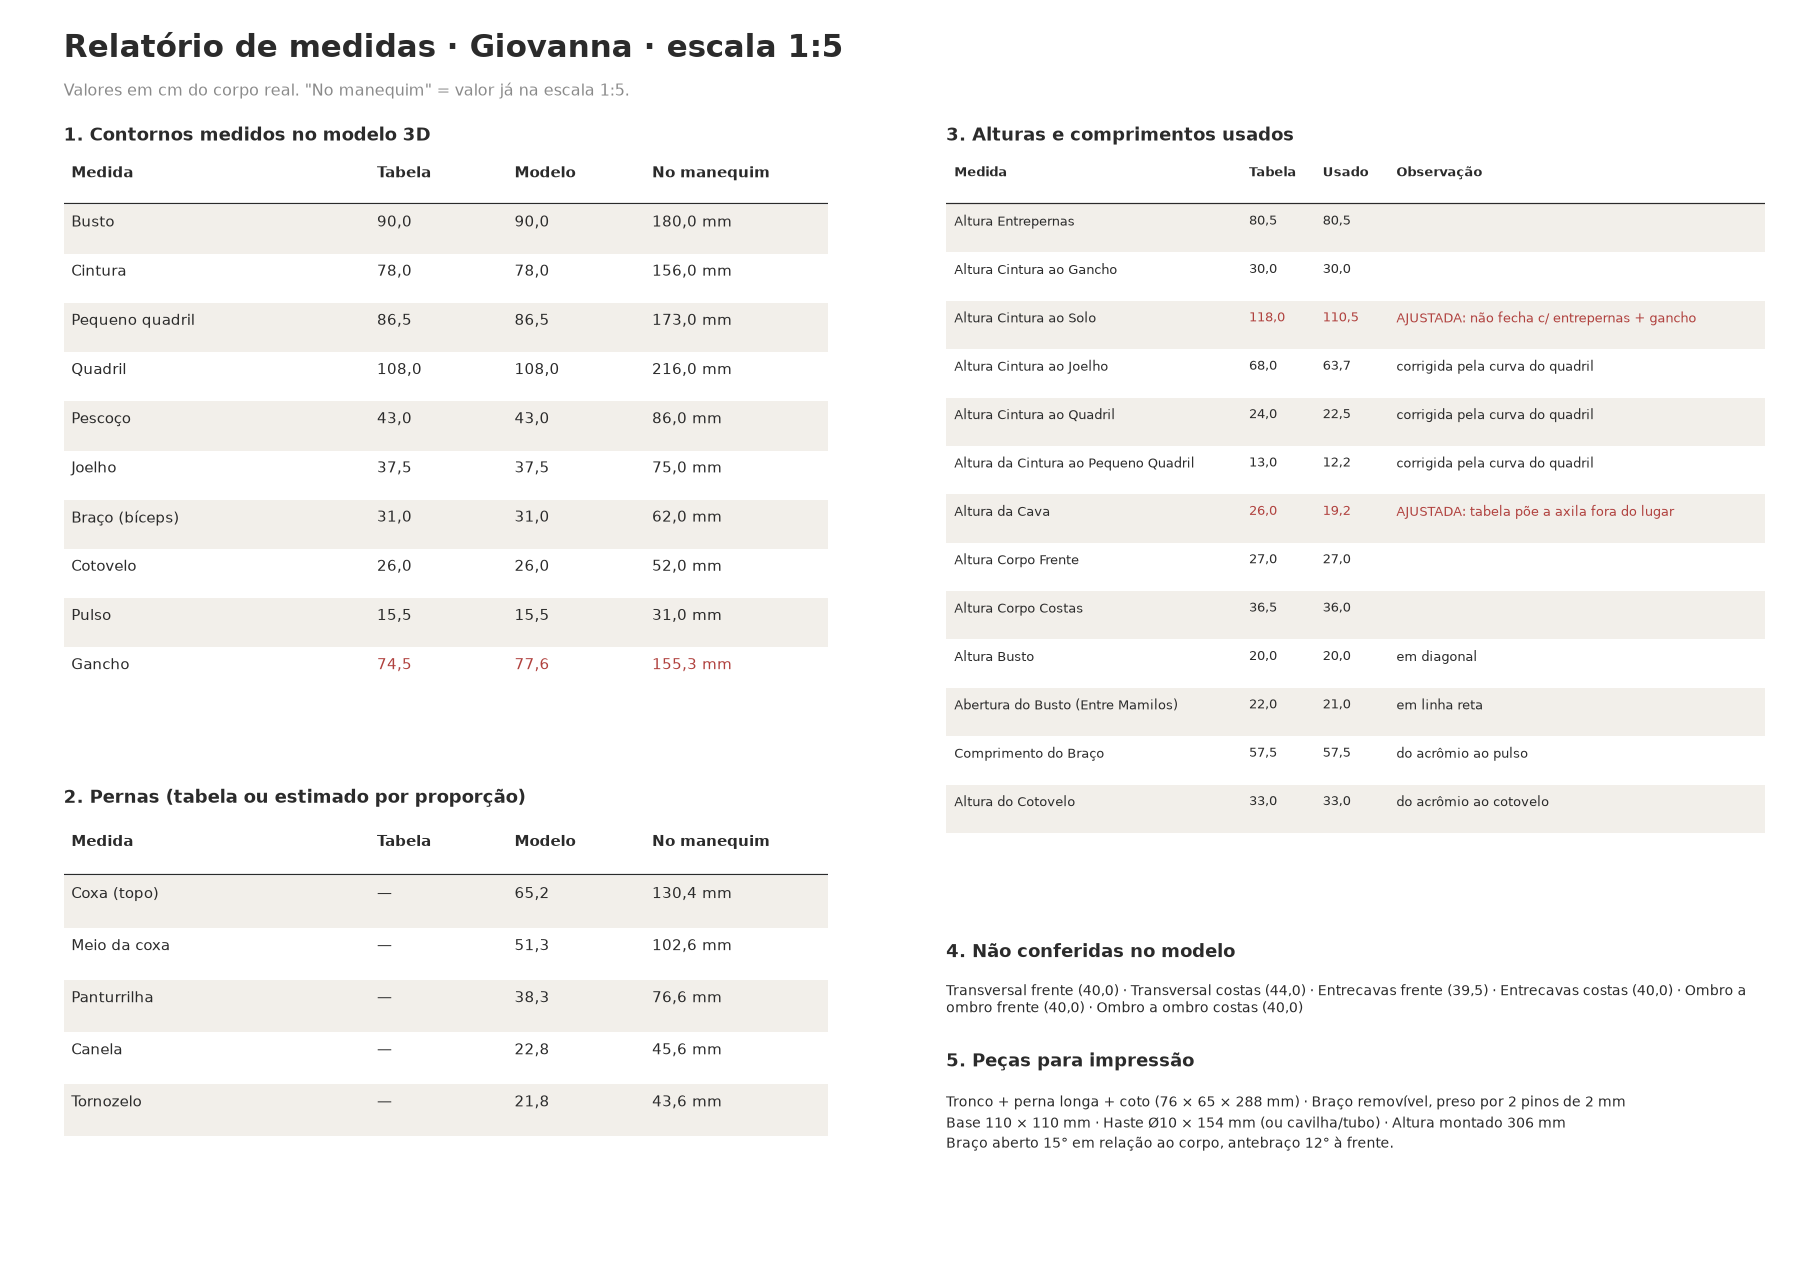 Relatório de medidas · Giovanna · escala 1:5
Valores em cm do corpo real. "No manequim" = valor já na escala 1:5.
1. Contornos medidos no modelo 3D
Medida Tabela Modelo No manequim
Busto 90,0 90,0 180,0 mm
Cintura 78,0 78,0 156,0 mm
Pequeno quadril 86,5 86,5 173,0 mm
Quadril 108,0 108,0 216,0 mm
Pescoço 43,0 43,0 86,0 mm
Joelho 37,5 37,5 75,0 mm
Braço (bíceps) 31,0 31,0 62,0 mm
Cotovelo 26,0 26,0 52,0 mm
Pulso 15,5 15,5 31,0 mm
Gancho 74,5 77,6 155,3 mm
2. Pernas (tabela ou estimado por proporção)
Medida Tabela Modelo No manequim
Coxa (topo) — 65,2 130,4 mm
Meio da coxa — 51,3 102,6 mm
Panturrilha — 38,3 76,6 mm
Canela — 22,8 45,6 mm
Tornozelo — 21,8 43,6 mm
3. Alturas e comprimentos usados
Medida Tabela Usado Observação
Altura Entrepernas 80,5 80,5
Altura Cintura ao Gancho 30,0 30,0
Altura Cintura ao Solo 118,0 110,5 AJUSTADA: não fecha c/ entrepernas + gancho
Altura Cintura ao Joelho 68,0 63,7 corrigida pela curva do quadril
Altura Cintura ao Quadril 24,0 22,5 corrigida pela curva do quadril
Altura da Cintura ao Pequeno Quadril 13,0 12,2 corrigida pela curva do quadril
Altura da Cava 26,0 19,2 AJUSTADA: tabela põe a axila fora do lugar
Altura Corpo Frente 27,0 27,0
Altura Corpo Costas 36,5 36,0
Altura Busto 20,0 20,0 em diagonal
Abertura do Busto (Entre Mamilos) 22,0 21,0 em linha reta
Comprimento do Braço 57,5 57,5 do acrômio ao pulso
Altura do Cotovelo 33,0 33,0 do acrômio ao cotovelo
4. Não conferidas no modelo
Transversal frente (40,0) · Transversal costas (44,0) · Entrecavas frente (39,5) · Entrecavas costas (40,0) · Ombro a
ombro frente (40,0) · Ombro a ombro costas (40,0)
5. Peças para impressão
Tronco + perna longa + coto (76 × 65 × 288 mm) · Braço removível, preso por 2 pinos de 2 mm
Base 110 × 110 mm · Haste Ø10 × 154 mm (ou cavilha/tubo) · Altura montado 306 mm
Braço aberto 15° em relação ao corpo, antebraço 12° à frente.